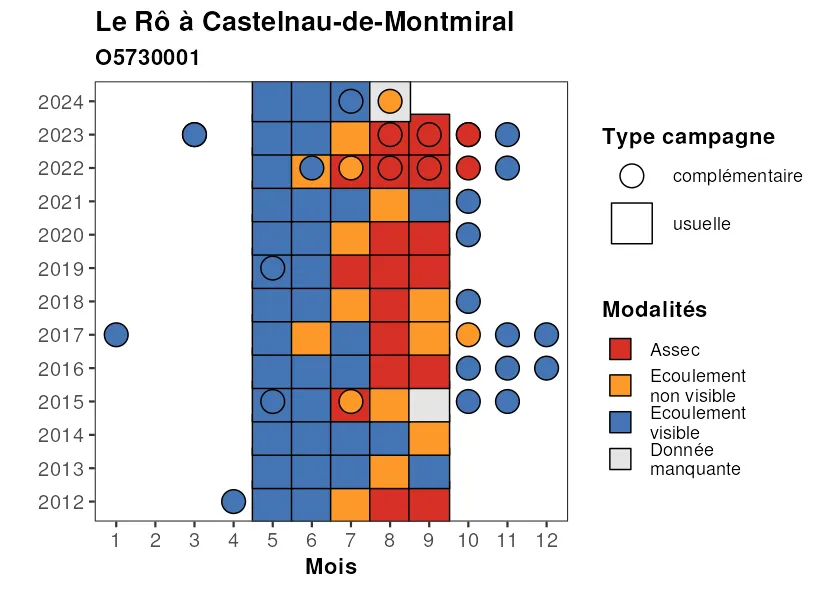 Le Rô à Castelnau-de-Montmiral
O5730001
2024
2023
2022
2021
2020
2019
2018
2017
2016
2015
2014
2013
2012
1 2 3 4 5 6 7 8 9 10 11 12
Mois
Type campagne
complémentaire
usuelle
Modalités
Assec
Ecoulement
non visible
Ecoulement
visible
Donnée
manquante